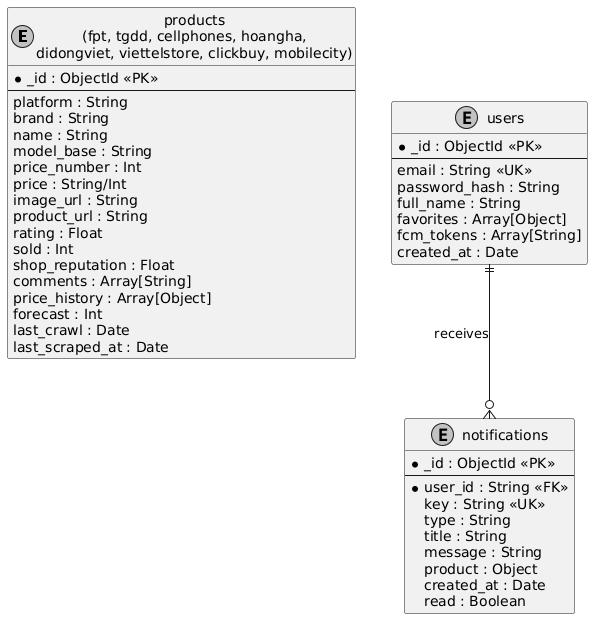 E products
(fpt, tgdd, cellphones, hoangha,
didongviet, viettelstore, clickbuy, mobilecity)
_id : ObjectId «PK»
platform : String
brand : String
name : String
model_base : String
price_number : Int
price : String/Int
image_url : String
product_url : String
rating : Float
sold : Int
shop_reputation : Float
comments : Array[String]
price_history : Array[Object]
forecast : Int
last_crawl : Date
last_scraped_at : Date
E users
_id : ObjectId «PK»
email : String «UK»
password_hash : String
full_name : String
favorites : Array[Object]
fcm_tokens : Array[String]
created_at : Date
receives
E notifications
_id : ObjectId «PK»
user_id : String «FK»
key : String «UK»
type : String
title : String
message : String
product : Object
created_at : Date
read : Boolean